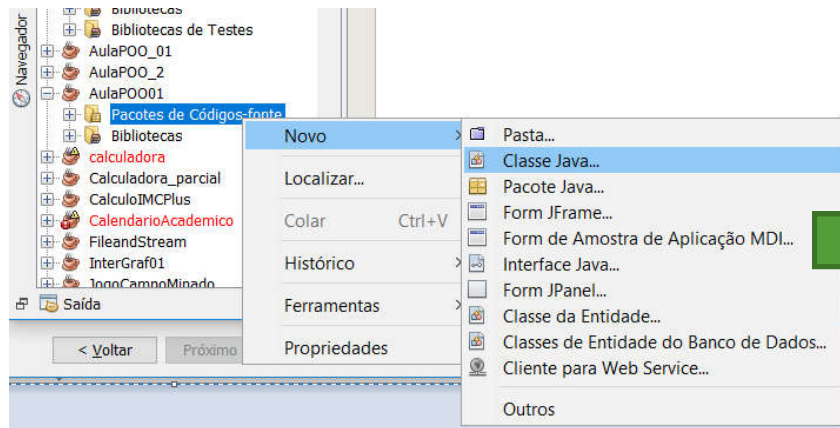 Navegador
Bibliotecas
Bibliotecas de Testes
AulaPOO_01
AulaPOO_2
AulaPOO01
Pacotes de Códigos-fonte
Bibliotecas
calculadora
Calculadora_parcial
CalculoIMCPlus
CalendarioAcademico
FileandStream
InterGraf01
JogoCampoMinado
Saída
< Voltar
Próximo
Novo
Localizar...
Colar Ctrl+V
Histórico
Ferramentas
Propriedades
Pasta...
Classe Java...
Pacote Java...
Form JFrame...
Form de Amostra de Aplicação MDI...
Interface Java...
Form JPanel...
Classe da Entidade...
Classes de Entidade do Banco de Dados...
Cliente para Web Service...
Outros